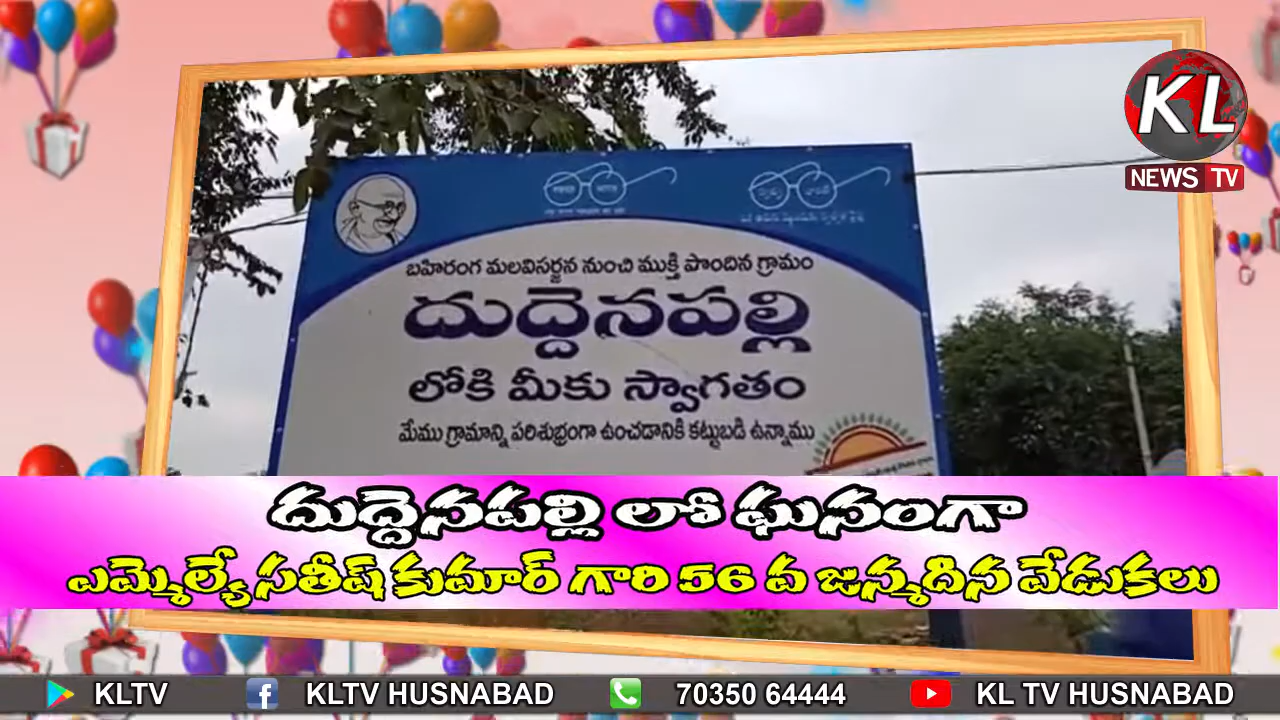 KL
NEWS TV
బహిరంగ మలవిసర్జన నుంచి ముక్తి పొందిన గ్రామం
దుద్దెనపల్లి
లోకి మీకు స్వాగతం
మేము గ్రామాన్ని పరిశుభ్రంగా ఉంచడానికి కట్టుబడి ఉన్నాము
దుద్దెనపల్లి లో ఘనంగా
ఎమ్మెల్యే సతీష్ కుమార్ గారి 56 వ జన్మదిన వేడుకలు
KLTV KLTV HUSNABAD 70350 64444 KL TV HUSNABAD